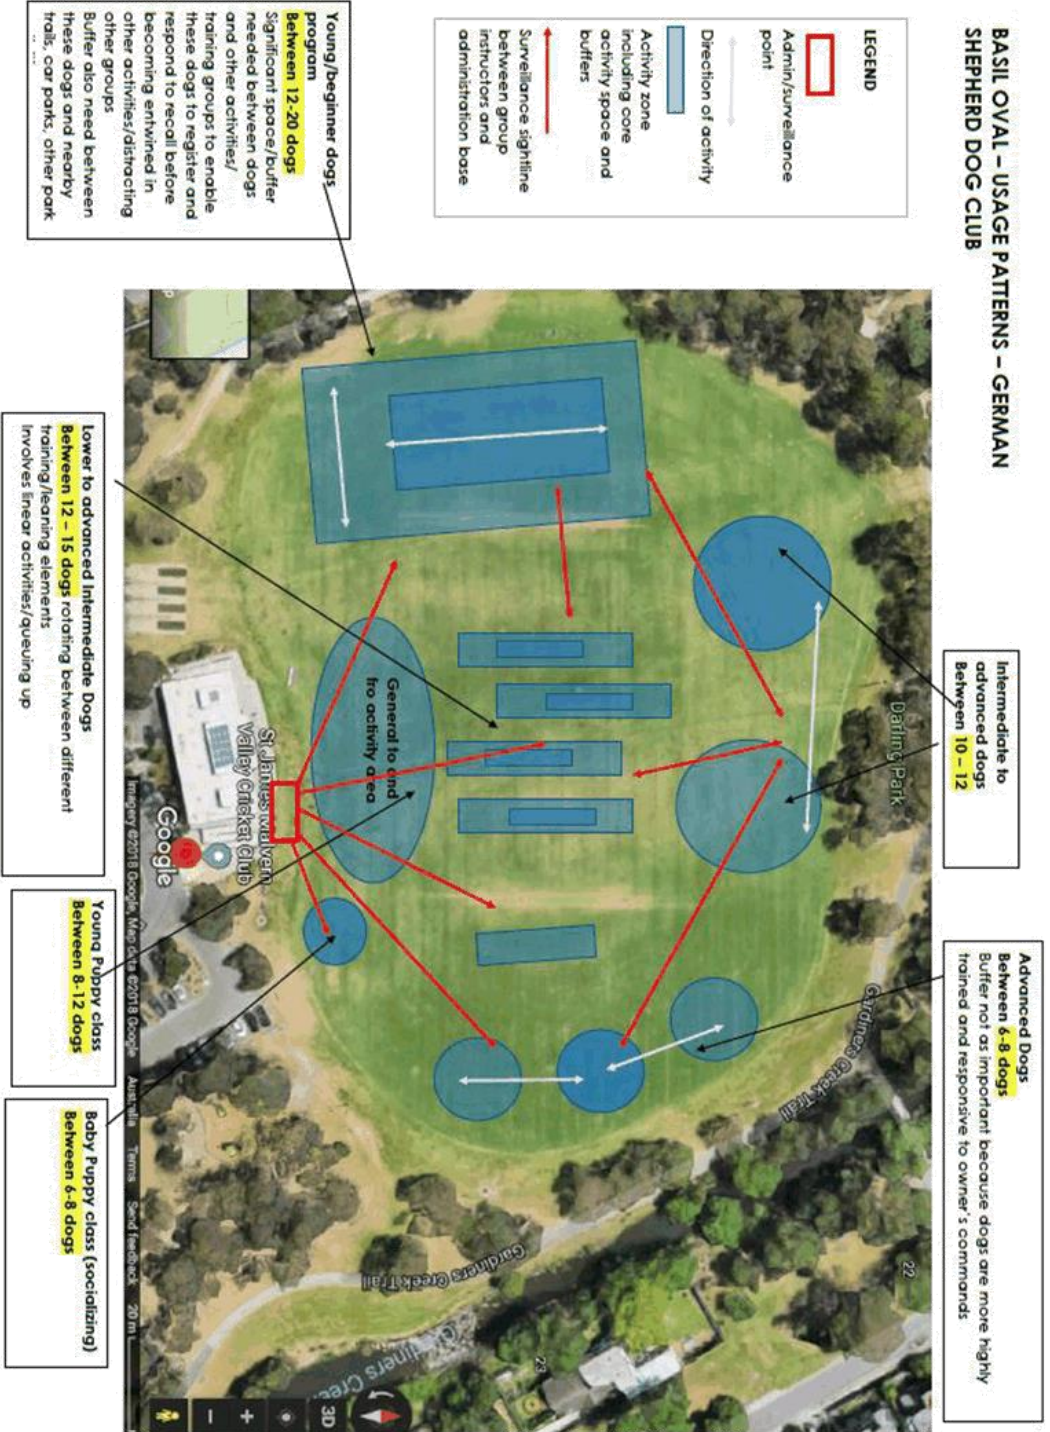 BASIL OVAL – USAGE PATTERNS – GERMAN
SHEPHERD DOG CLUB
LEGEND
Admin/surveillance
point
Direction of activity
Activity zone
including core
activity space and
buffers
Surveillance sightline
between group
instructors and
administration base
Young/beginner dogs
program
Between 12-20 dogs
Significant space/buffer
needed between dogs
and other activities/
training groups to enable
these dogs to register and
respond to recall before
becoming entwined in
other activities/distracting
other groups
Buffer also need between
these dogs and nearby
trails, car parks, other park
Intermediate to
advanced dogs
Between 10 – 12
Advanced Dogs
Between 6-8 dogs
Buffer not as important because dogs are more highly
trained and responsive to owner's commands
Darling Park
Gardiners Creek Trail
22
General to and
fro activity area
St James Malvern
Valley Cricket Club
Google
Gardiners Creek Trail
23
Gardiners Cree
Imagery ©2018 Google, Map data ©2018 Google Australia Terms Send feedback 20 m
3D
+
−
Lower to advanced Intermediate Dogs
Between 12 – 15 dogs rotating between different
training/leaning elements
Involves linear activities/queuing up
Young Puppy class
Between 8-12 dogs
Baby Puppy class (socializing)
Between 6-8 dogs